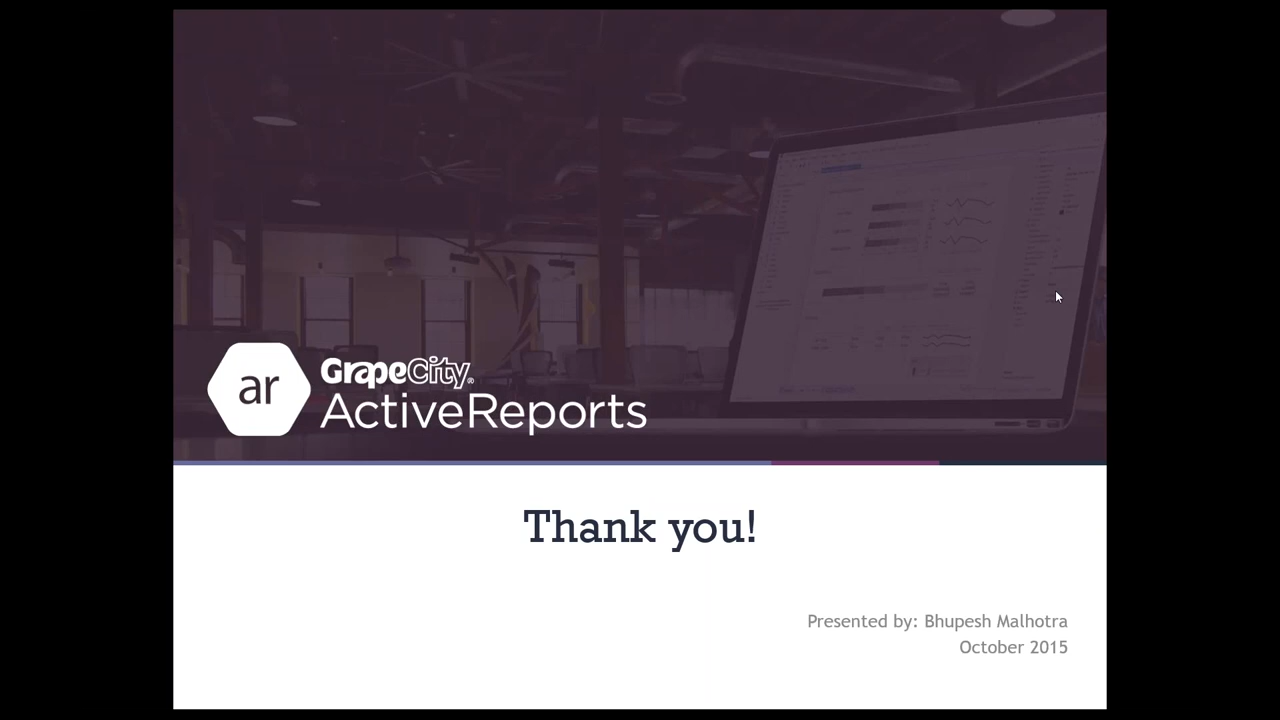 ar
GrapeCity®
ActiveReports
Thank you!
Presented by: Bhupesh Malhotra
October 2015